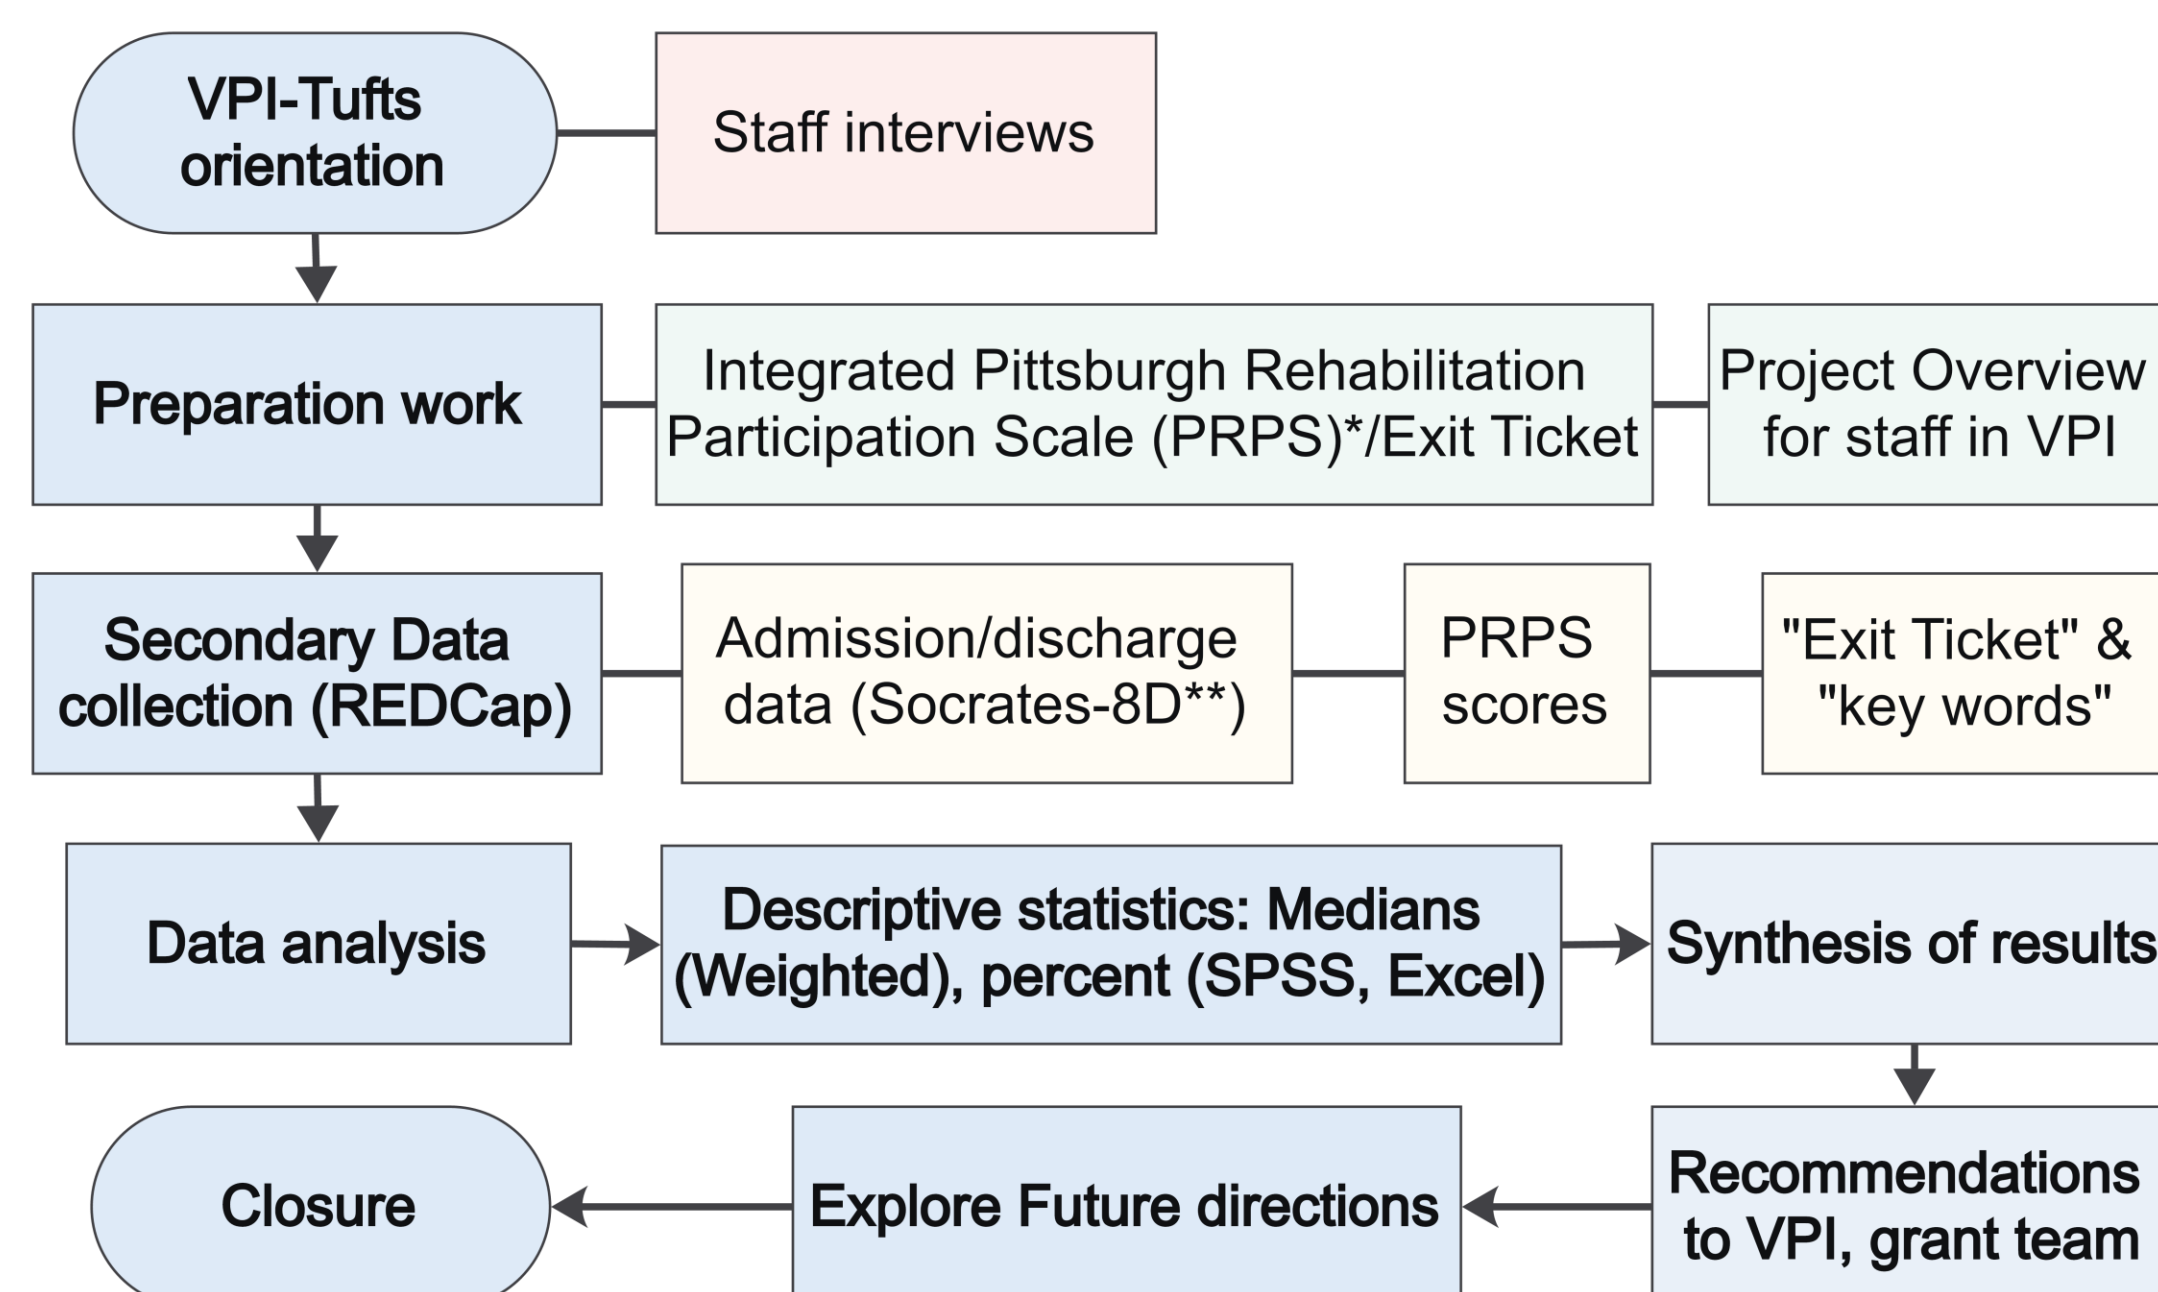 VPI-Tufts
orientation
Staff interviews
Preparation work
Integrated Pittsburgh Rehabilitation
Participation Scale (PRPS)*/Exit Ticket
Project Overview
for staff in VPI
Secondary Data
collection (REDCap)
Admission/discharge
data (Socrates-8D**)
PRPS
scores
"Exit Ticket" &
"key words"
Data analysis
Descriptive statistics: Medians
(Weighted), percent (SPSS, Excel)
Synthesis of results
Recommendations
to VPI, grant team
Explore Future directions
Closure